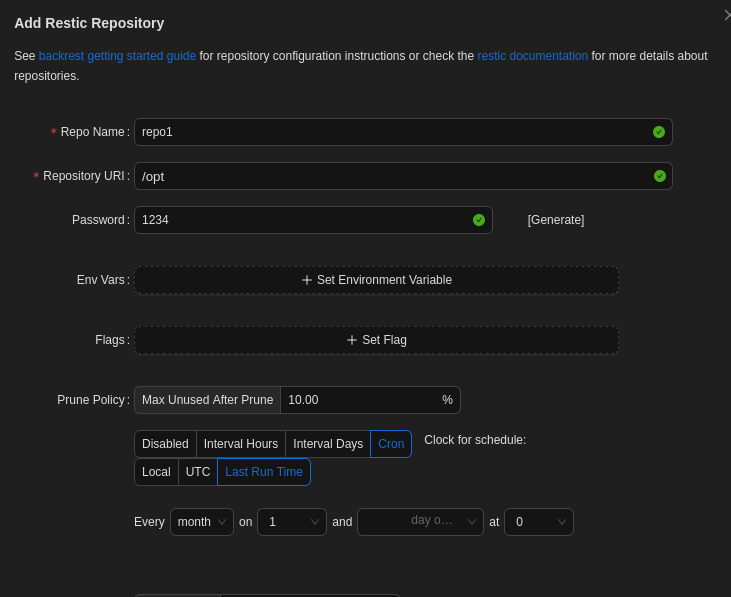 Add Restic Repository
See backrest getting started guide for repository configuration instructions or check the restic documentation for more details about
repositories.
* Repo Name : repo1
* Repository URI : /opt
Password : 1234 [Generate]
Env Vars : + Set Environment Variable
Flags : + Set Flag
Prune Policy : Max Unused After Prune 10.00 %
Disabled Interval Hours Interval Days Cron Clock for schedule:
Local UTC Last Run Time
Every month on 1 and day o... at 0